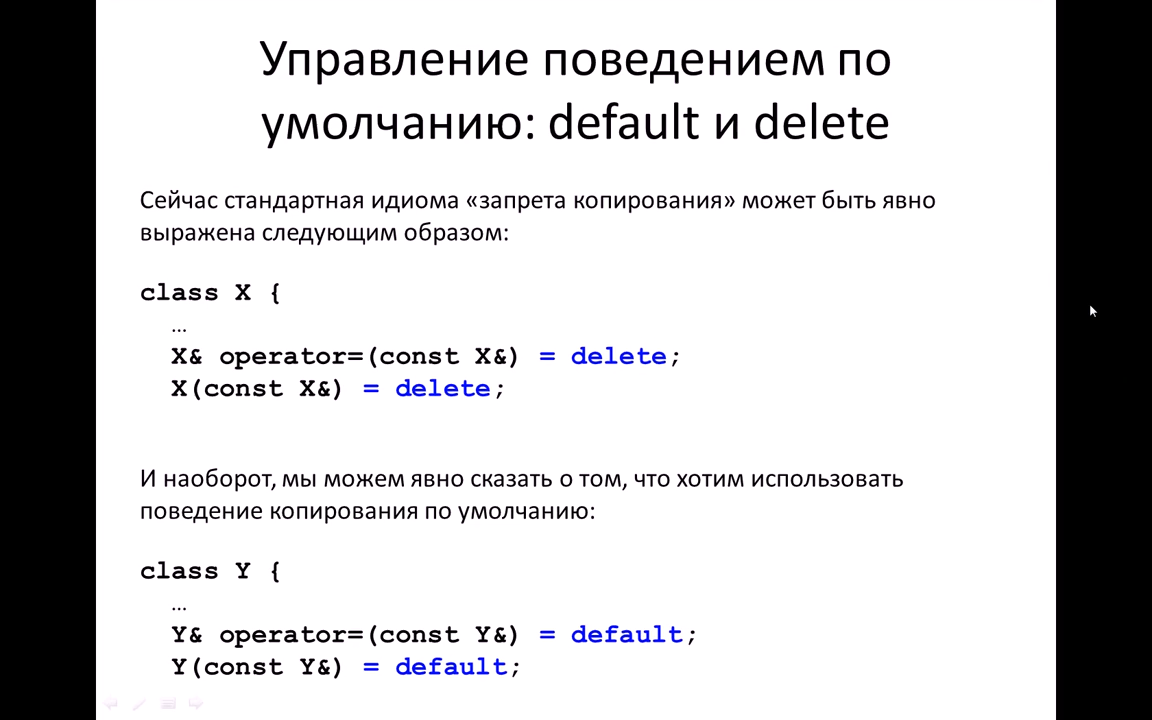 Управление поведением по
умолчанию: default и delete
Сейчас стандартная идиома «запрета копирования» может быть явно
выражена следующим образом:
class X {
…
X& operator=(const X&) = delete;
X(const X&) = delete;
И наоборот, мы можем явно сказать о том, что хотим использовать
поведение копирования по умолчанию:
class Y {
…
Y& operator=(const Y&) = default;
Y(const Y&) = default;